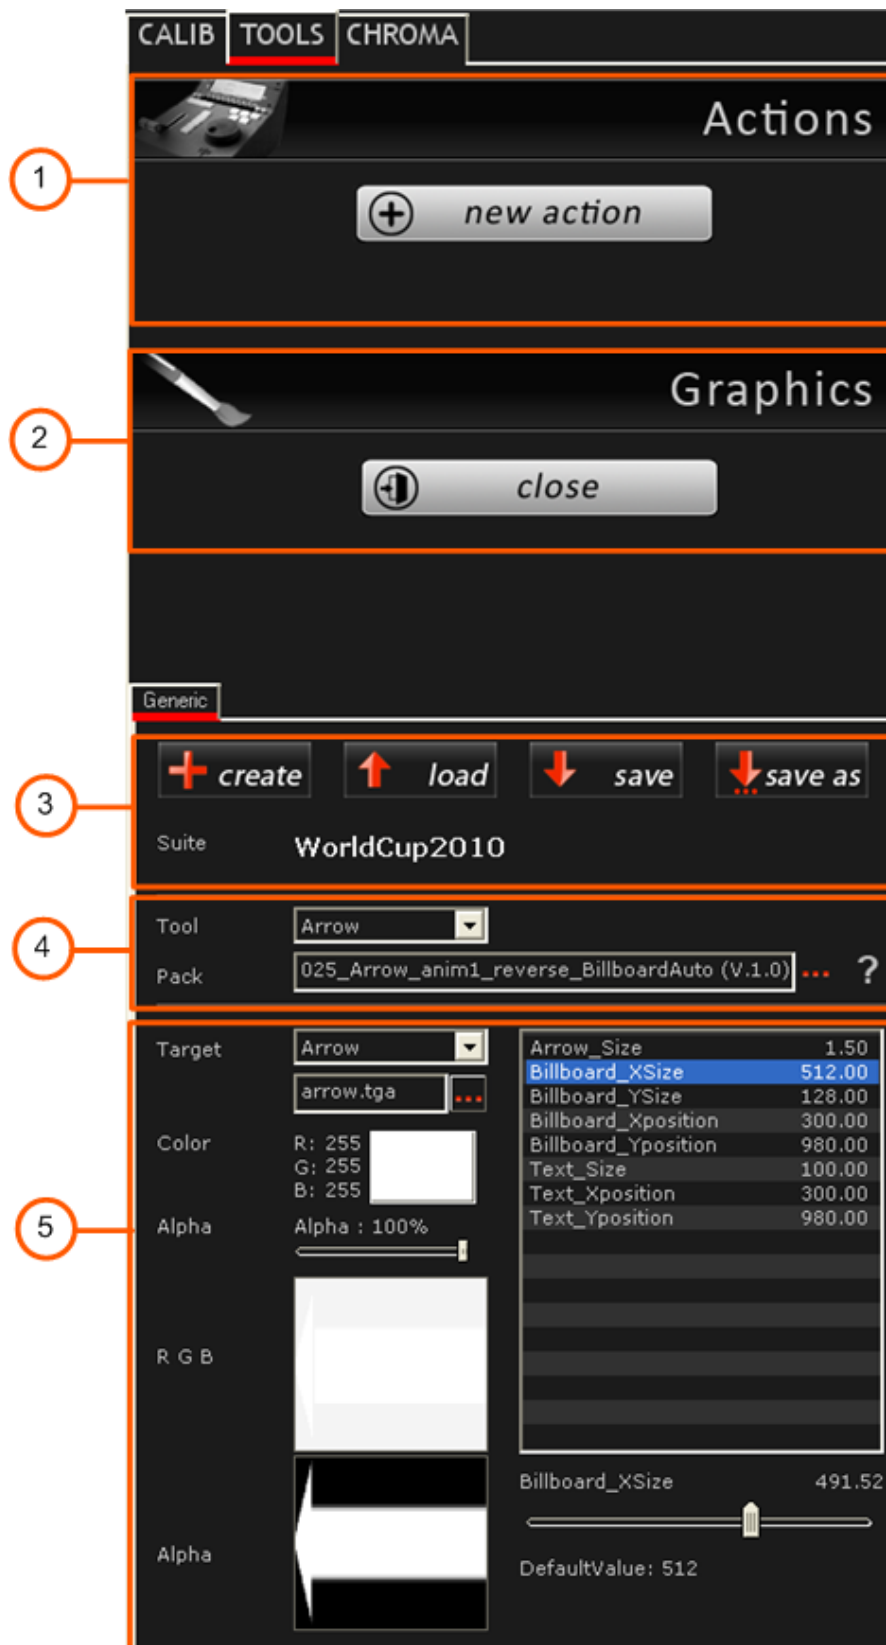 CALIB TOOLS CHROMA
Actions
1
new action
Graphics
2
close
Generic
create load save save as
3
Suite WorldCup2010
Tool Arrow
4
Pack 025_Arrow_anim1_reverse_BillboardAuto (V.1.0) ... ?
Target Arrow
arrow.tga ...
Color R: 255
G: 255
B: 255
5
Alpha Alpha : 100%
R G B
Alpha
Arrow_Size 1.50
Billboard_XSize 512.00
Billboard_YSize 128.00
Billboard_Xposition 300.00
Billboard_Yposition 980.00
Text_Size 100.00
Text_Xposition 300.00
Text_Yposition 980.00
Billboard_XSize 491.52
DefaultValue: 512